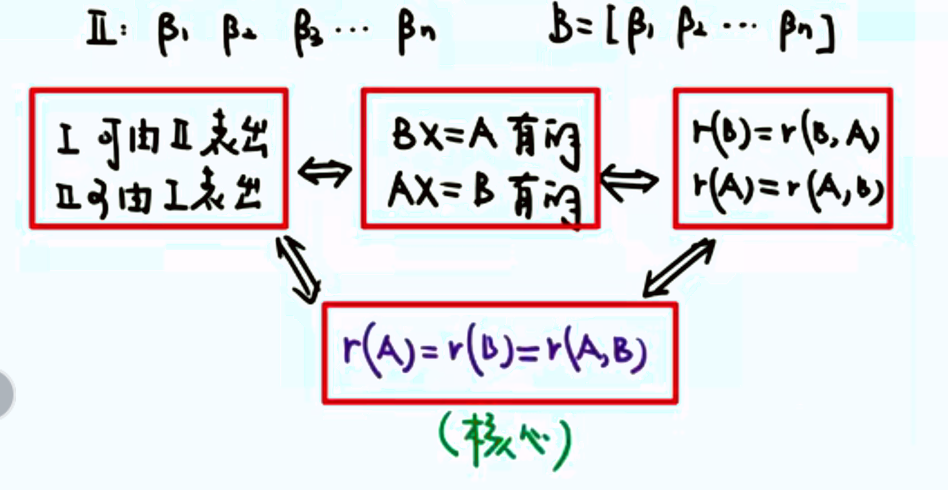 Ⅱ: β₁ β₂ β₃ ⋯ βn B=[β₁ β₂ ⋯ βn]
Ⅰ可由Ⅱ表出
Ⅱ可由Ⅰ表出
⇔
BX=A 有解
AX=B 有解
⇔
r(B)=r(B,A)
r(A)=r(A,B)
⇔ ⇔
r(A)=r(B)=r(A,B)
(核心)